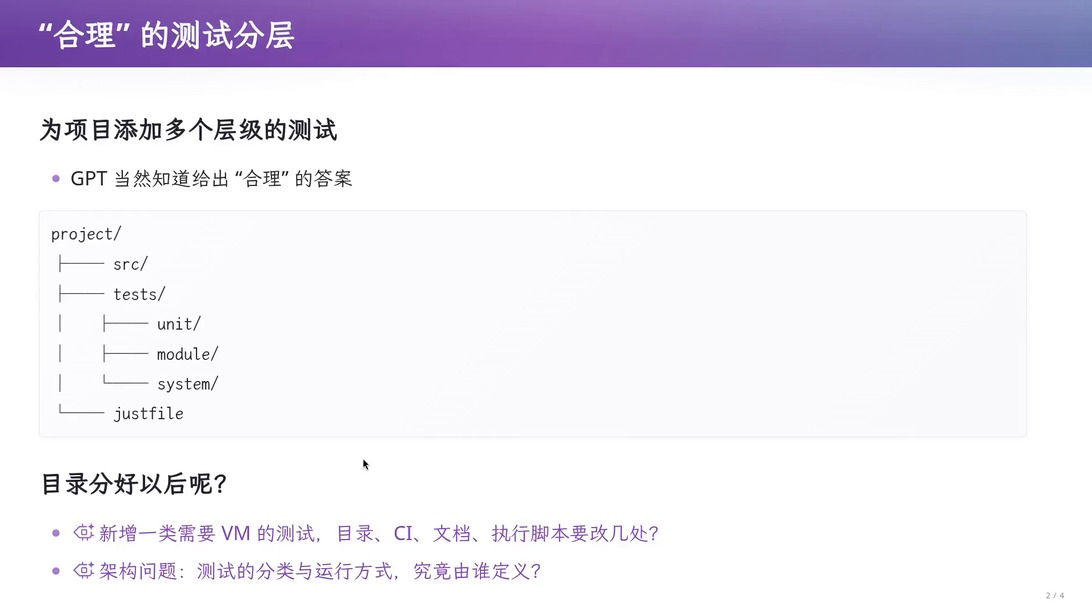 “合理” 的测试分层
为项目添加多个层级的测试
• GPT 当然知道给出 “合理” 的答案
project/
├── src/
├── tests/
│   ├── unit/
│   ├── module/
│   └── system/
└── justfile
目录分好以后呢？
• 新增一类需要 VM 的测试，目录、CI、文档、执行脚本要改几处？
• 架构问题：测试的分类与运行方式，究竟由谁定义？
2 / 4